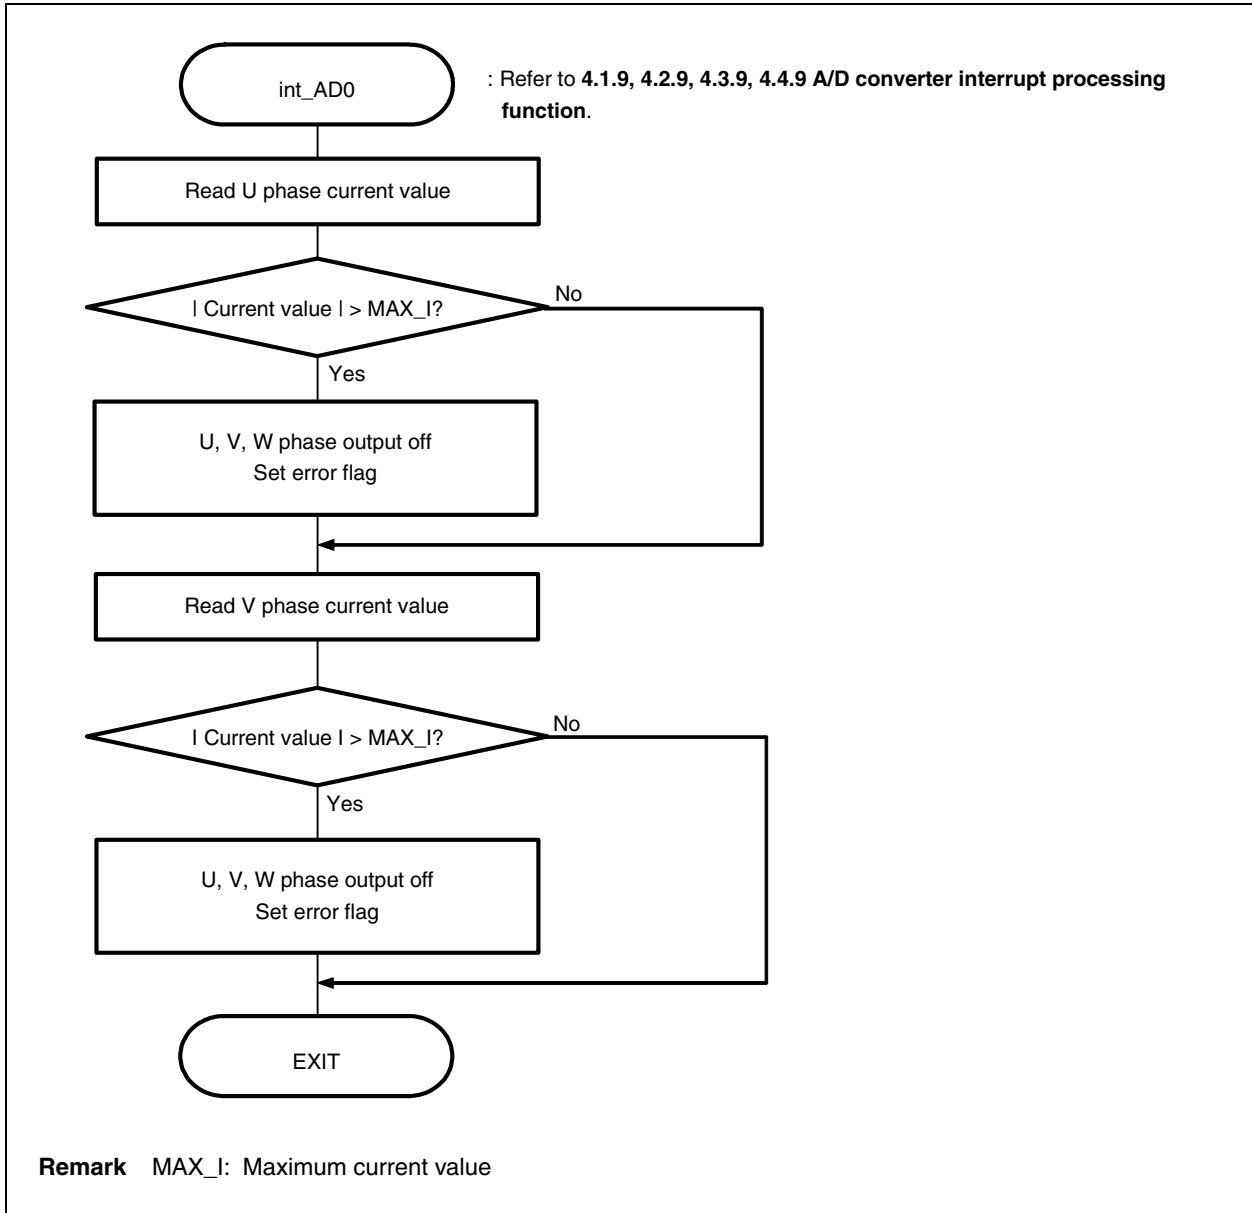 int_AD0
: Refer to 4.1.9, 4.2.9, 4.3.9, 4.4.9 A/D converter interrupt processing
function.
Read U phase current value
| Current value | > MAX_I?
No
Yes
U, V, W phase output off
Set error flag
Read V phase current value
I Current value I > MAX_I?
No
Yes
U, V, W phase output off
Set error flag
EXIT
Remark MAX_I: Maximum current value